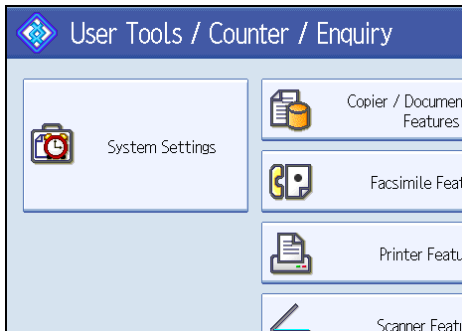 User Tools / Counter / Enquiry
System Settings
Copier / Documen
Features
Facsimile Feat
Printer Featu
Scanner Featu